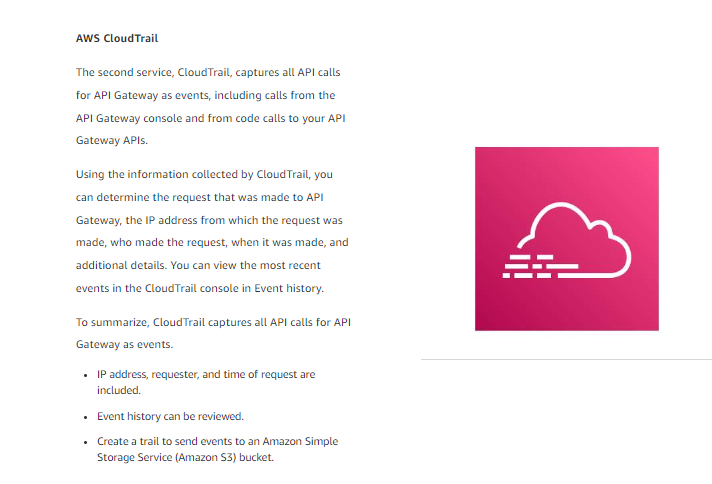 AWS CloudTrail
The second service, CloudTrail, captures all API calls
for API Gateway as events, including calls from the
API Gateway console and from code calls to your API
Gateway APIs.
Using the information collected by CloudTrail, you
can determine the request that was made to API
Gateway, the IP address from which the request was
made, who made the request, when it was made, and
additional details. You can view the most recent
events in the CloudTrail console in Event history.
To summarize, CloudTrail captures all API calls for API
Gateway as events.
• IP address, requester, and time of request are
included.
• Event history can be reviewed.
• Create a trail to send events to an Amazon Simple
Storage Service (Amazon S3) bucket.